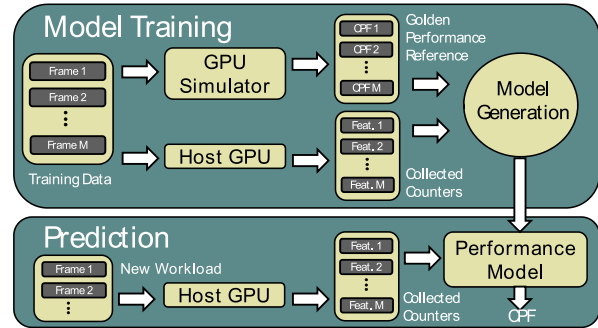 Model Training
Frame 1
Frame 2
Frame M
Training Data
GPU
Simulator
Host GPU
CPF 1
CPF 2
CPF M
Golden
Performance
Reference
Feat. 1
Feat. 2
Feat. M
Collected
Counters
Model
Generation
Prediction
Frame 1
Frame 2
New Workload
Host GPU
Feat. 1
Feat. 2
Feat. M
Collected
Counters
Performance
Model
CPF